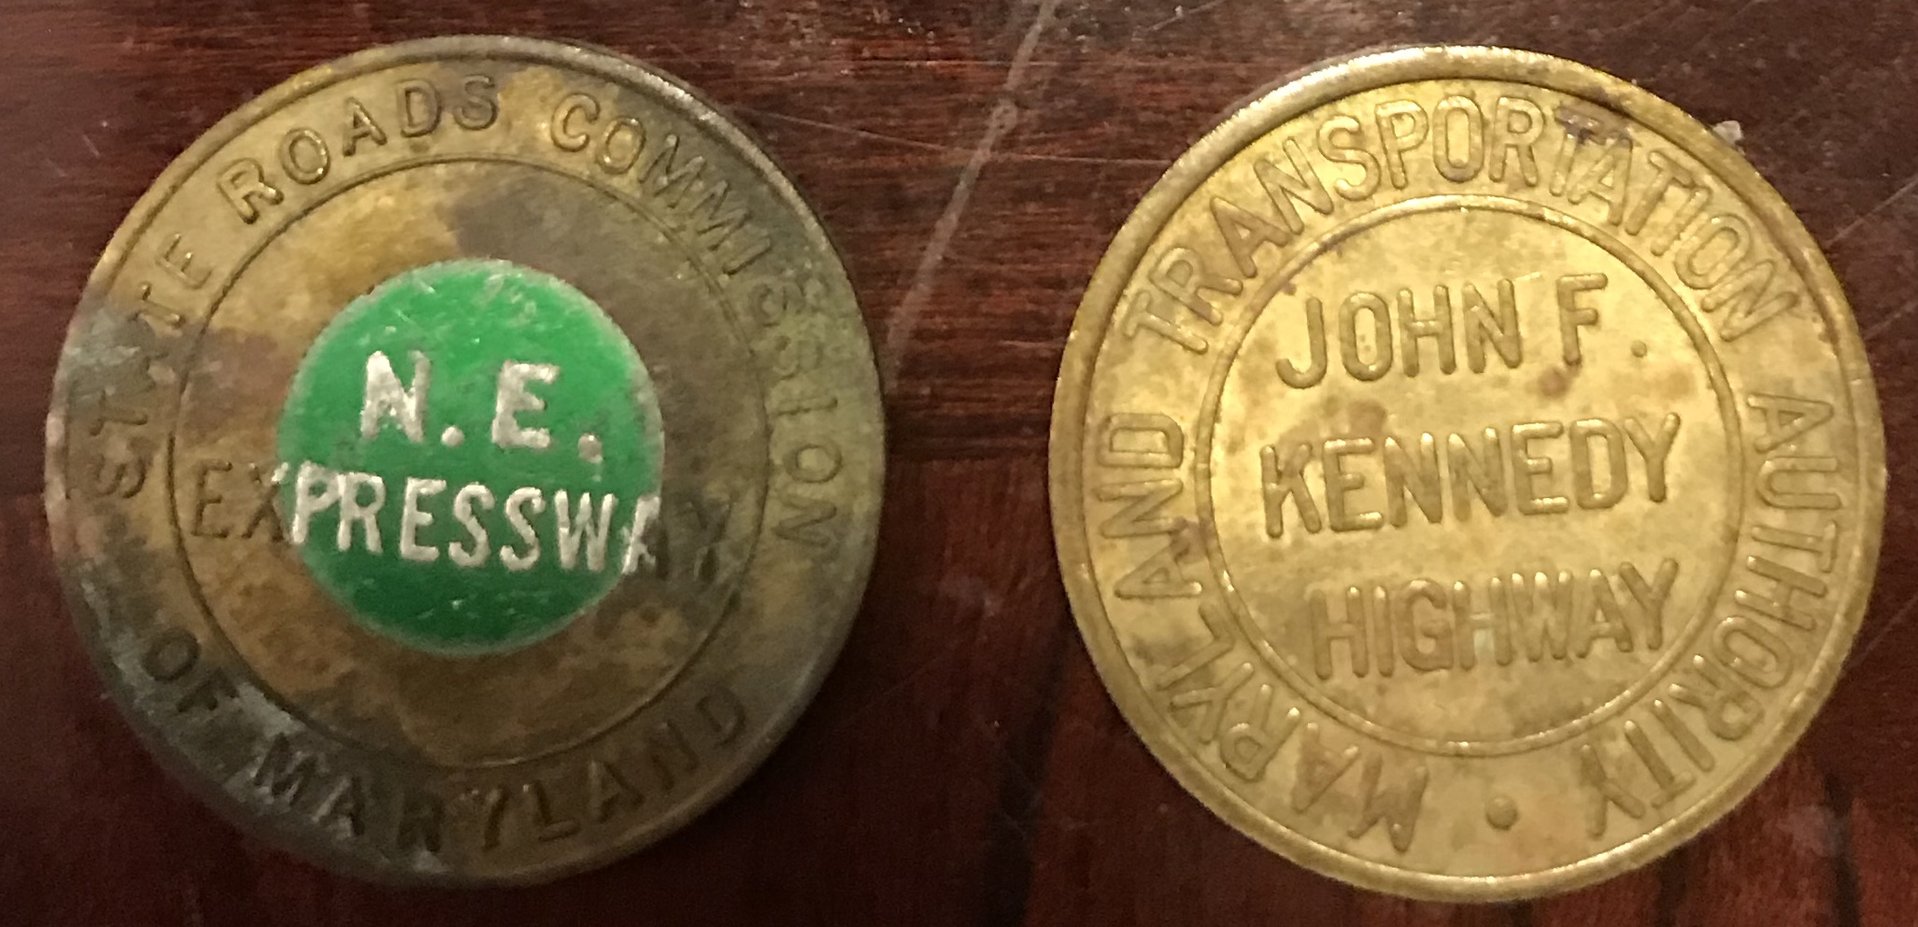 STATE ROADS COMMISSION
N.E.
EXPRESSWAY
OF MARYLAND
MARYLAND TRANSPORTATION AUTHORITY •
JOHN F.
KENNEDY
HIGHWAY